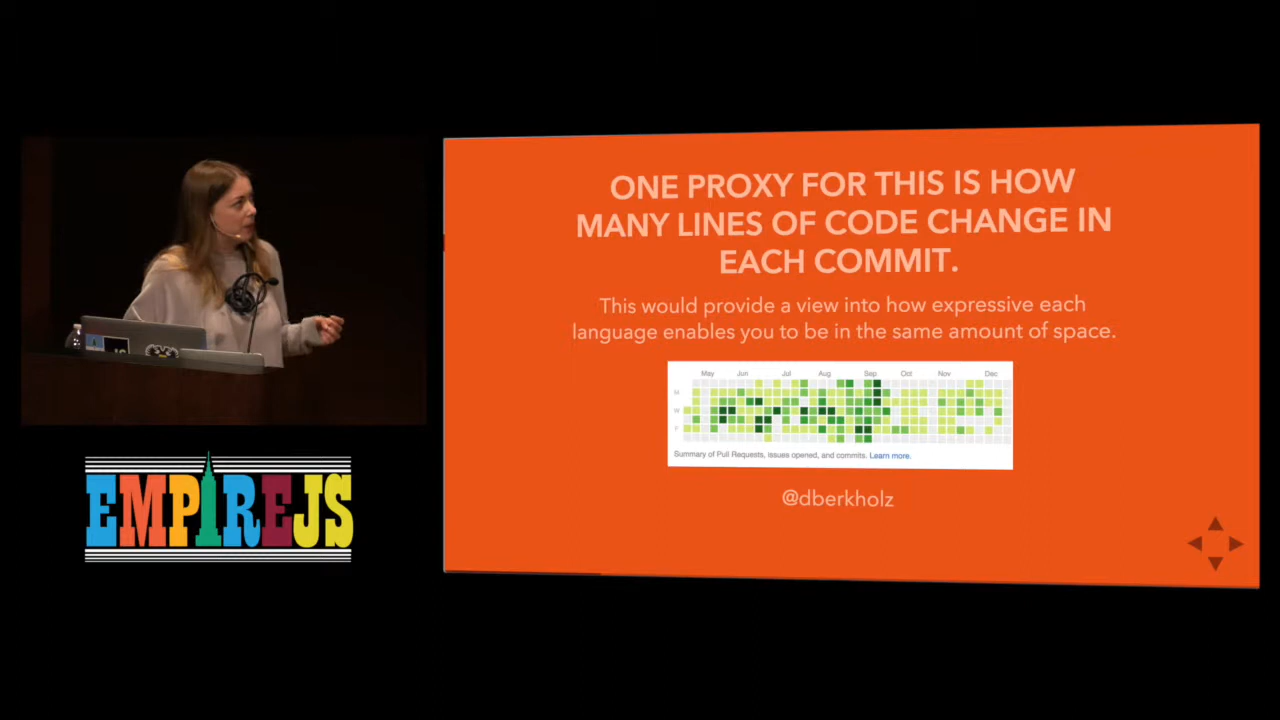 ONE PROXY FOR THIS IS HOW
MANY LINES OF CODE CHANGE IN
EACH COMMIT.
This would provide a view into how expressive each
language enables you to be in the same amount of space.
May Jun Jul Aug Sep Oct Nov Dec
M
W
F
Summary of Pull Requests, issues opened, and commits. Learn more.
@dberkholz
JS
EMPIREJS